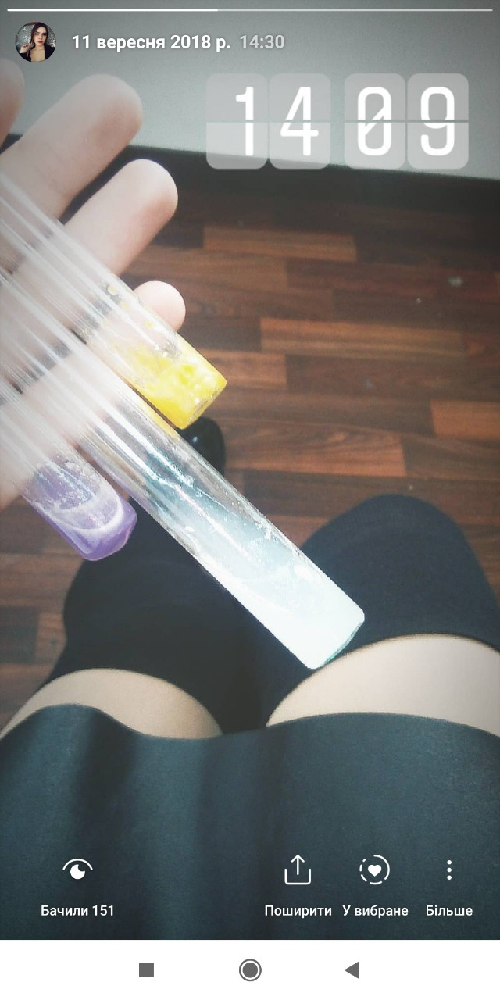 11 вересня 2018 р. 14:30
14 09
Бачили 151
Поширити
У вибране
Більше